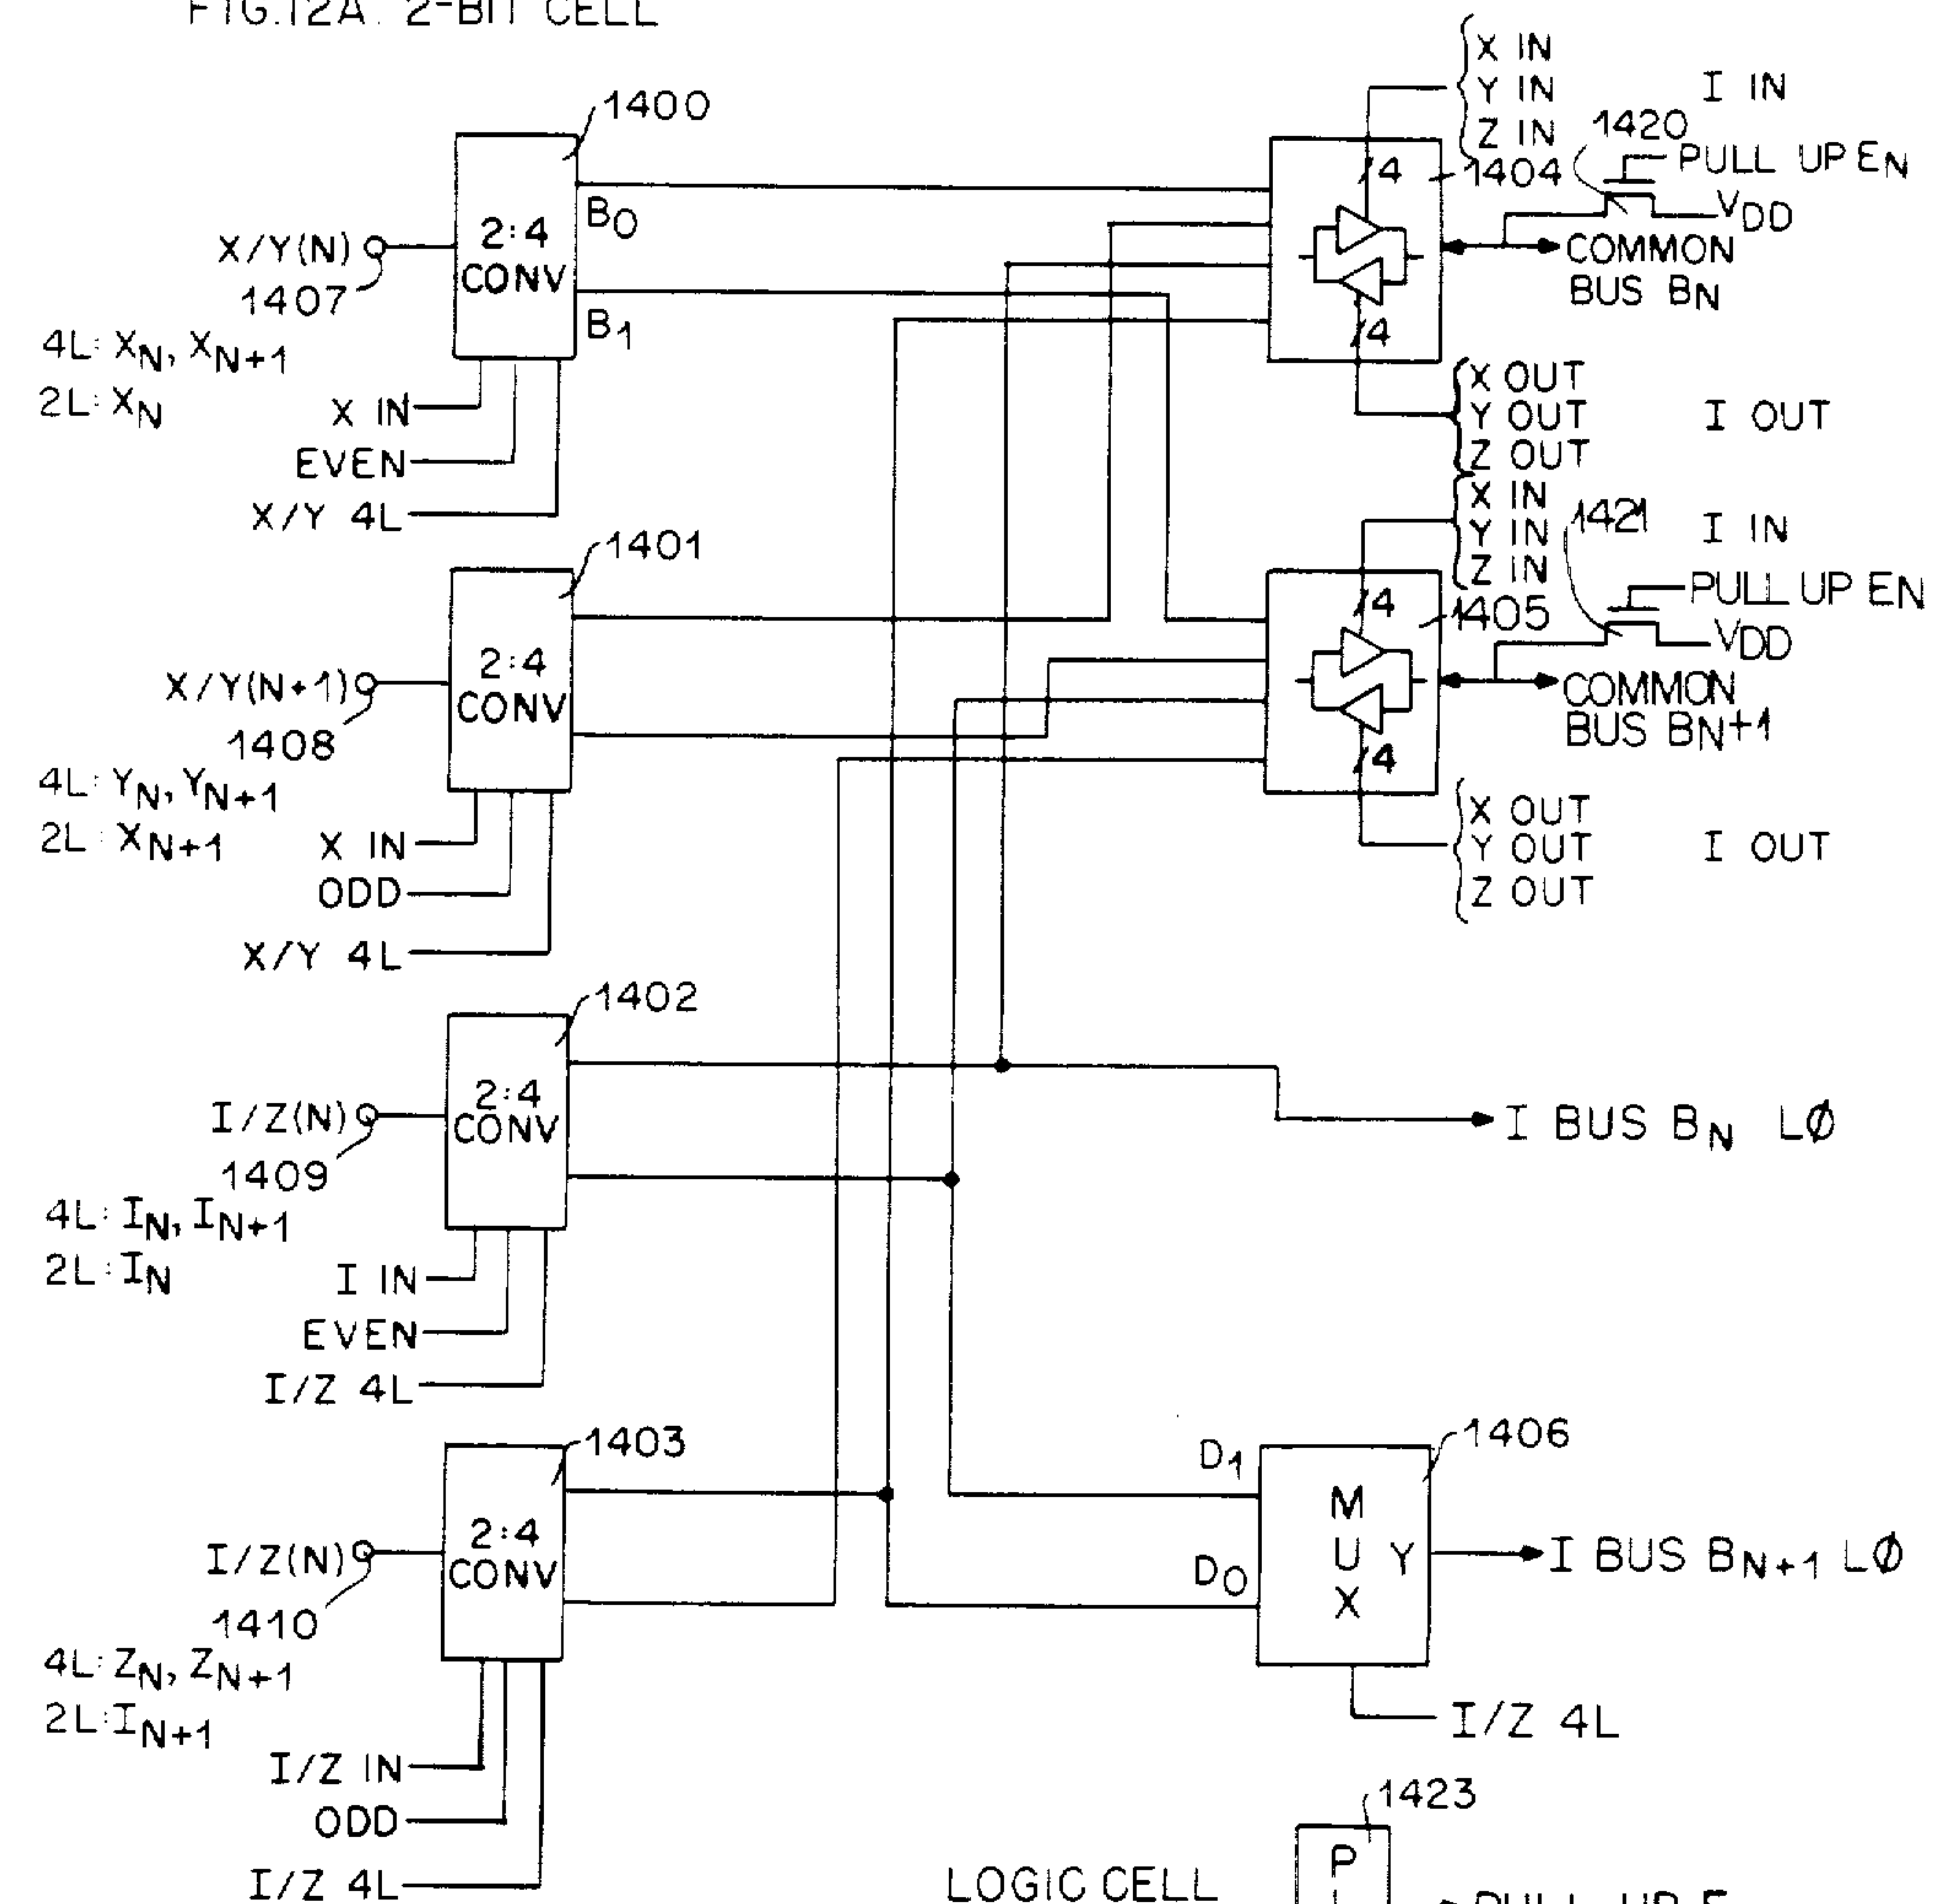 FIG.12A. 2-BIT CELL
1400
2:4
CONV
B0
B1
X/Y(N)
1407
4L: XN, XN+1
2L: XN
X IN
EVEN
X/Y 4L
X IN
Y IN
Z IN
I IN
1420
PULL UP EN
1404
4
VDD
COMMON
BUS BN
4
X OUT
Y OUT
Z OUT
I OUT
1401
2:4
CONV
X/Y(N+1)
1408
4L: YN, YN+1
2L: XN+1
X IN
ODD
X/Y 4L
X IN
Y IN
Z IN
I IN
1421
PULL UP EN
1405
4
VDD
COMMON
BUS BN+1
4
X OUT
Y OUT
Z OUT
I OUT
1402
2:4
CONV
I/Z(N)
1409
4L: IN, IN+1
2L: IN
I IN
EVEN
I/Z 4L
I BUS BN LØ
1403
2:4
CONV
I/Z(N)
1410
4L: ZN, ZN+1
2L: IN+1
I/Z IN
ODD
I/Z 4L
1406
D1
D0
M
U
X
Y
I BUS BN+1 LØ
I/Z 4L
1423
P
LOGIC CELL